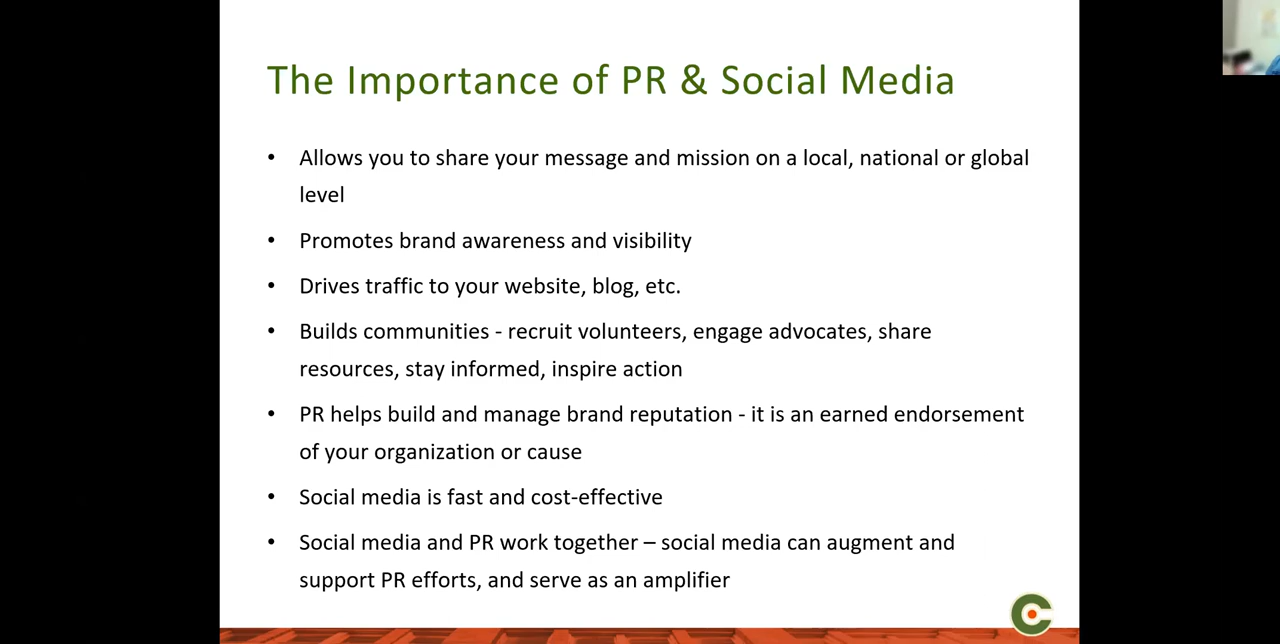 The Importance of PR & Social Media
• Allows you to share your message and mission on a local, national or global
level
• Promotes brand awareness and visibility
• Drives traffic to your website, blog, etc.
• Builds communities - recruit volunteers, engage advocates, share
resources, stay informed, inspire action
• PR helps build and manage brand reputation - it is an earned endorsement
of your organization or cause
• Social media is fast and cost-effective
• Social media and PR work together – social media can augment and
support PR efforts, and serve as an amplifier